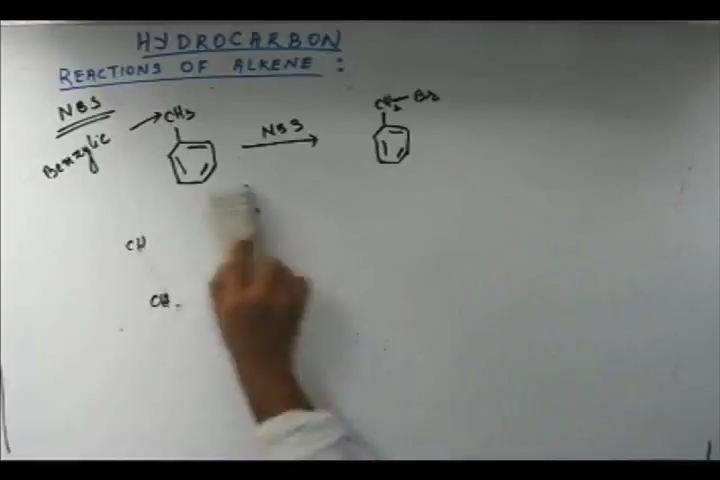 HYDROCARBON
REACTIONS OF ALKENE :
NBS
Benzylic
CH3
NBS
CH2-Br
CH
CH